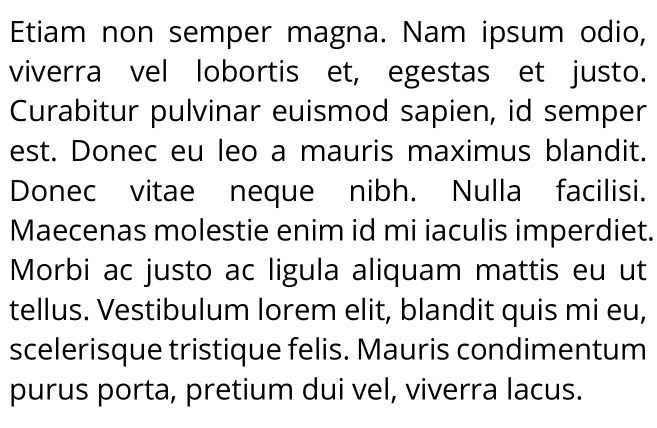 Etiam non semper magna. Nam ipsum odio,
viverra vel lobortis et, egestas et justo.
Curabitur pulvinar euismod sapien, id semper
est. Donec eu leo a mauris maximus blandit.
Donec vitae neque nibh. Nulla facilisi.
Maecenas molestie enim id mi iaculis imperdiet.
Morbi ac justo ac ligula aliquam mattis eu ut
tellus. Vestibulum lorem elit, blandit quis mi eu,
scelerisque tristique felis. Mauris condimentum
purus porta, pretium dui vel, viverra lacus.